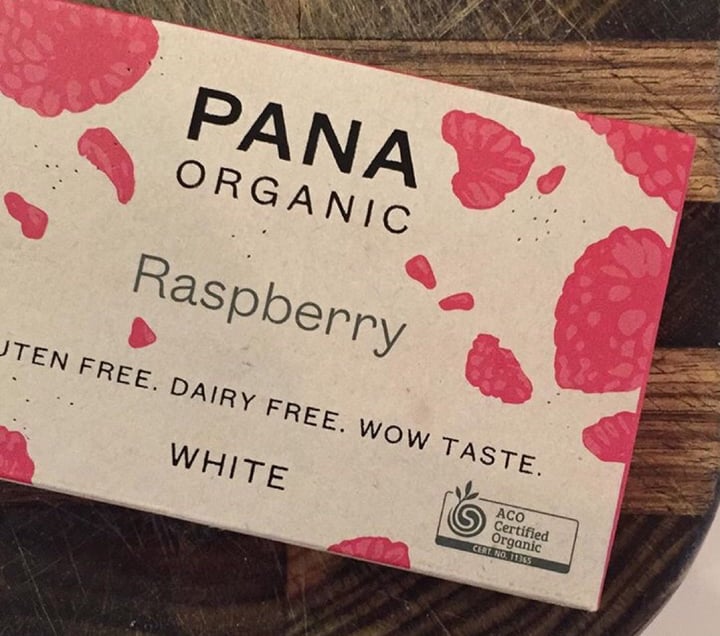 PANA
ORGANIC
Raspberry
UTEN FREE. DAIRY FREE. WOW TASTE.
WHITE
ACO
Certified
Organic
CERT. NO. 11365